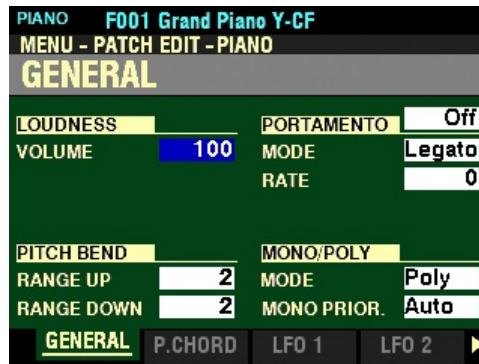 PIANO F001 Grand Piano Y-CF
MENU - PATCH EDIT - PIANO
GENERAL
LOUDNESS
VOLUME 100
PORTAMENTO Off
MODE Legato
RATE 0
PITCH BEND
RANGE UP 2
RANGE DOWN 2
MONO/POLY
MODE Poly
MONO PRIOR. Auto
GENERAL P.CHORD LFO 1 LFO 2